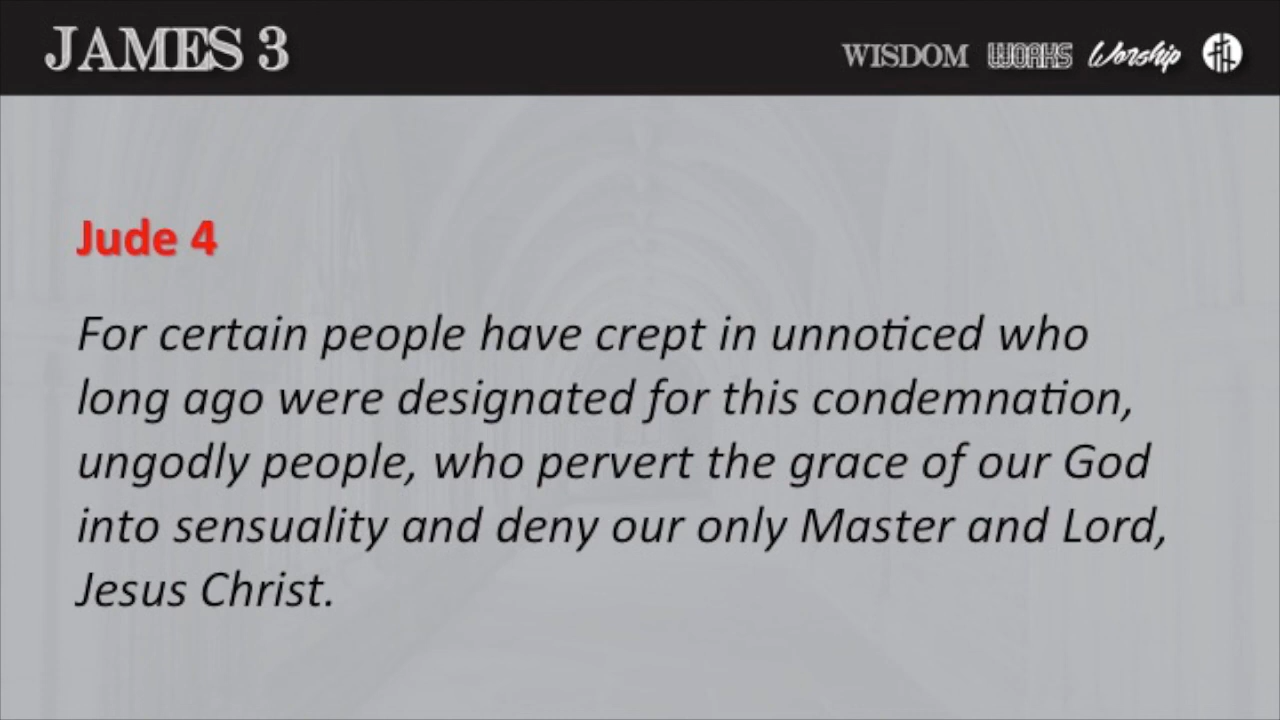 JAMES 3
WISDOM WORKS Worship
Jude 4
For certain people have crept in unnoticed who
long ago were designated for this condemnation,
ungodly people, who pervert the grace of our God
into sensuality and deny our only Master and Lord,
Jesus Christ.